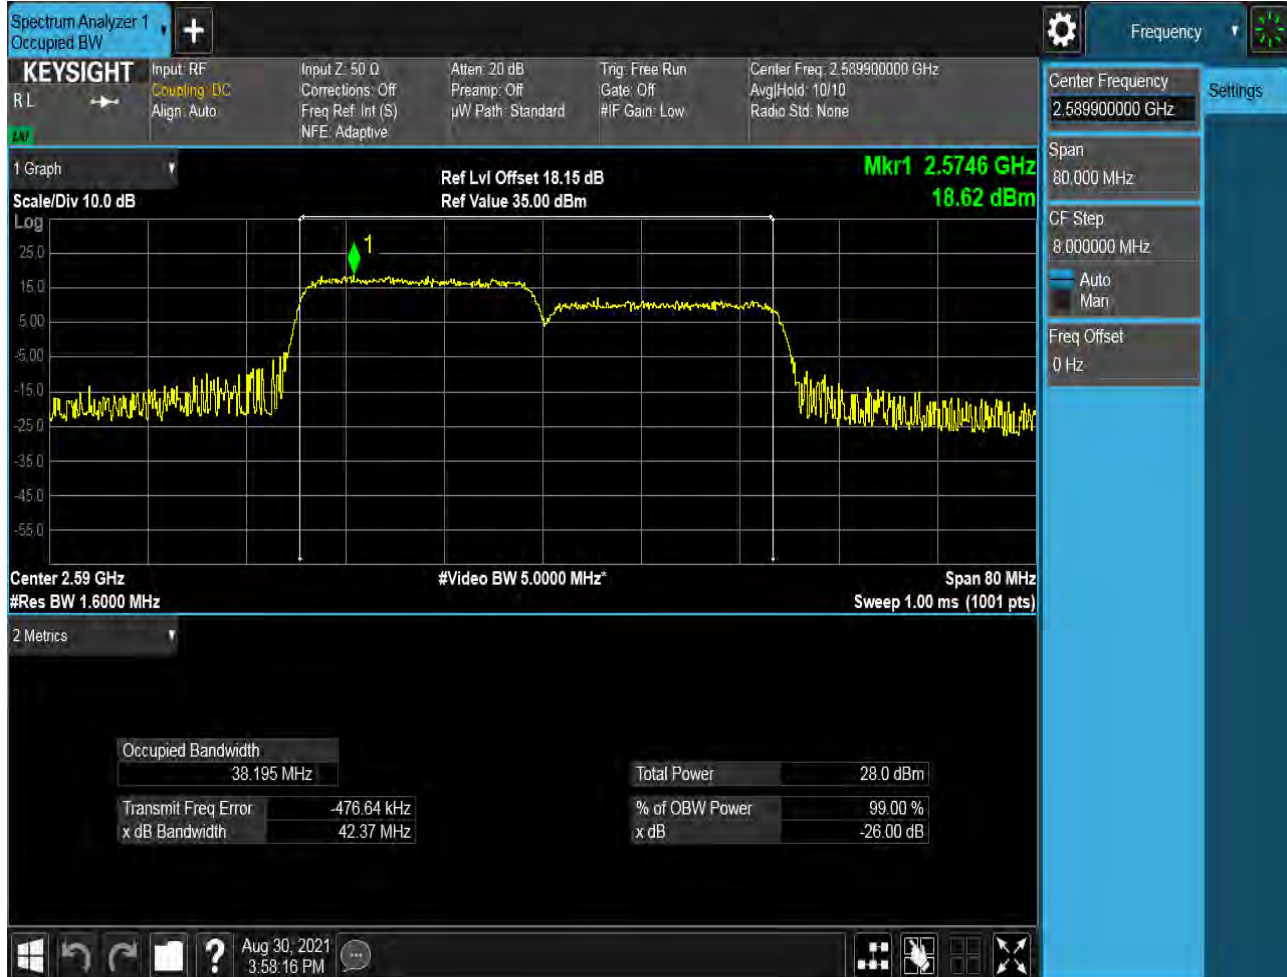 Spectrum Analyzer 1
Occupied BW
+
Frequency
KEYSIGHT
R L
LNI
Input: RF
Coupling: DC
Align: Auto
Input Z: 50 Ω
Corrections: Off
Freq Ref: Int (S)
NFE: Adaptive
Atten: 20 dB
Preamp: Off
µW Path: Standard
Trig: Free Run
Gate: Off
#IF Gain: Low
Center Freq: 2.589900000 GHz
Avg|Hold: 10/10
Radio Std: None
Center Frequency
2.589900000 GHz
Settings
Span
80.000 MHz
CF Step
8.000000 MHz
Auto
Man
Freq Offset
0 Hz
1 Graph
Scale/Div 10.0 dB
Ref Lvl Offset 18.15 dB
Ref Value 35.00 dBm
Mkr1 2.5746 GHz
18.62 dBm
Log
1
25.0
15.0
5.00
-5.00
-15.0
-25.0
-35.0
-45.0
-55.0
Center 2.59 GHz
#Video BW 5.0000 MHz*
Span 80 MHz
#Res BW 1.6000 MHz
Sweep 1.00 ms (1001 pts)
2 Metrics
Occupied Bandwidth
38.195 MHz
Total Power 28.0 dBm
Transmit Freq Error -476.64 kHz
% of OBW Power 99.00 %
x dB Bandwidth 42.37 MHz
x dB -26.00 dB
?
Aug 30, 2021
3:58:16 PM